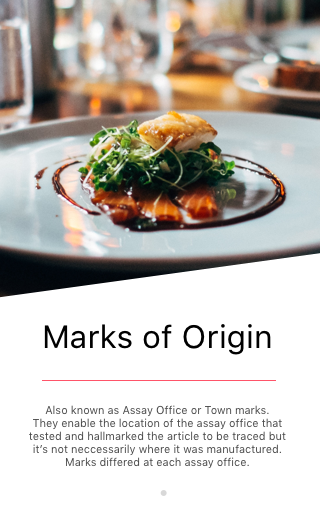 Marks of Origin
Also known as Assay Office or Town marks.
They enable the location of the assay office that
tested and hallmarked the article to be traced but
it's not neccessarily where it was manufactured.
Marks differed at each assay office.